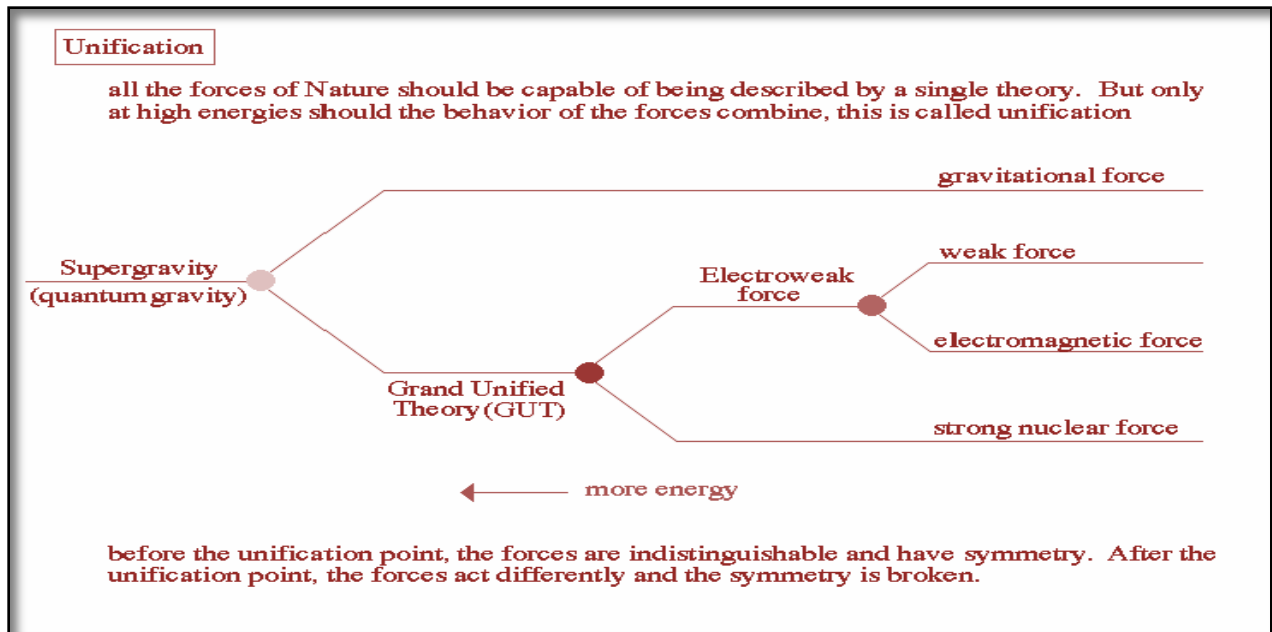 Unification
all the forces of Nature should be capable of being described by a single theory. But only
at high energies should the behavior of the forces combine, this is called unification
gravitational force
weak force
Supergravity
(quantum gravity)
Electroweak
force
electromagnetic force
Grand Unified
Theory (GUT)
strong nuclear force
more energy
before the unification point, the forces are indistinguishable and have symmetry. After the
unification point, the forces act differently and the symmetry is broken.